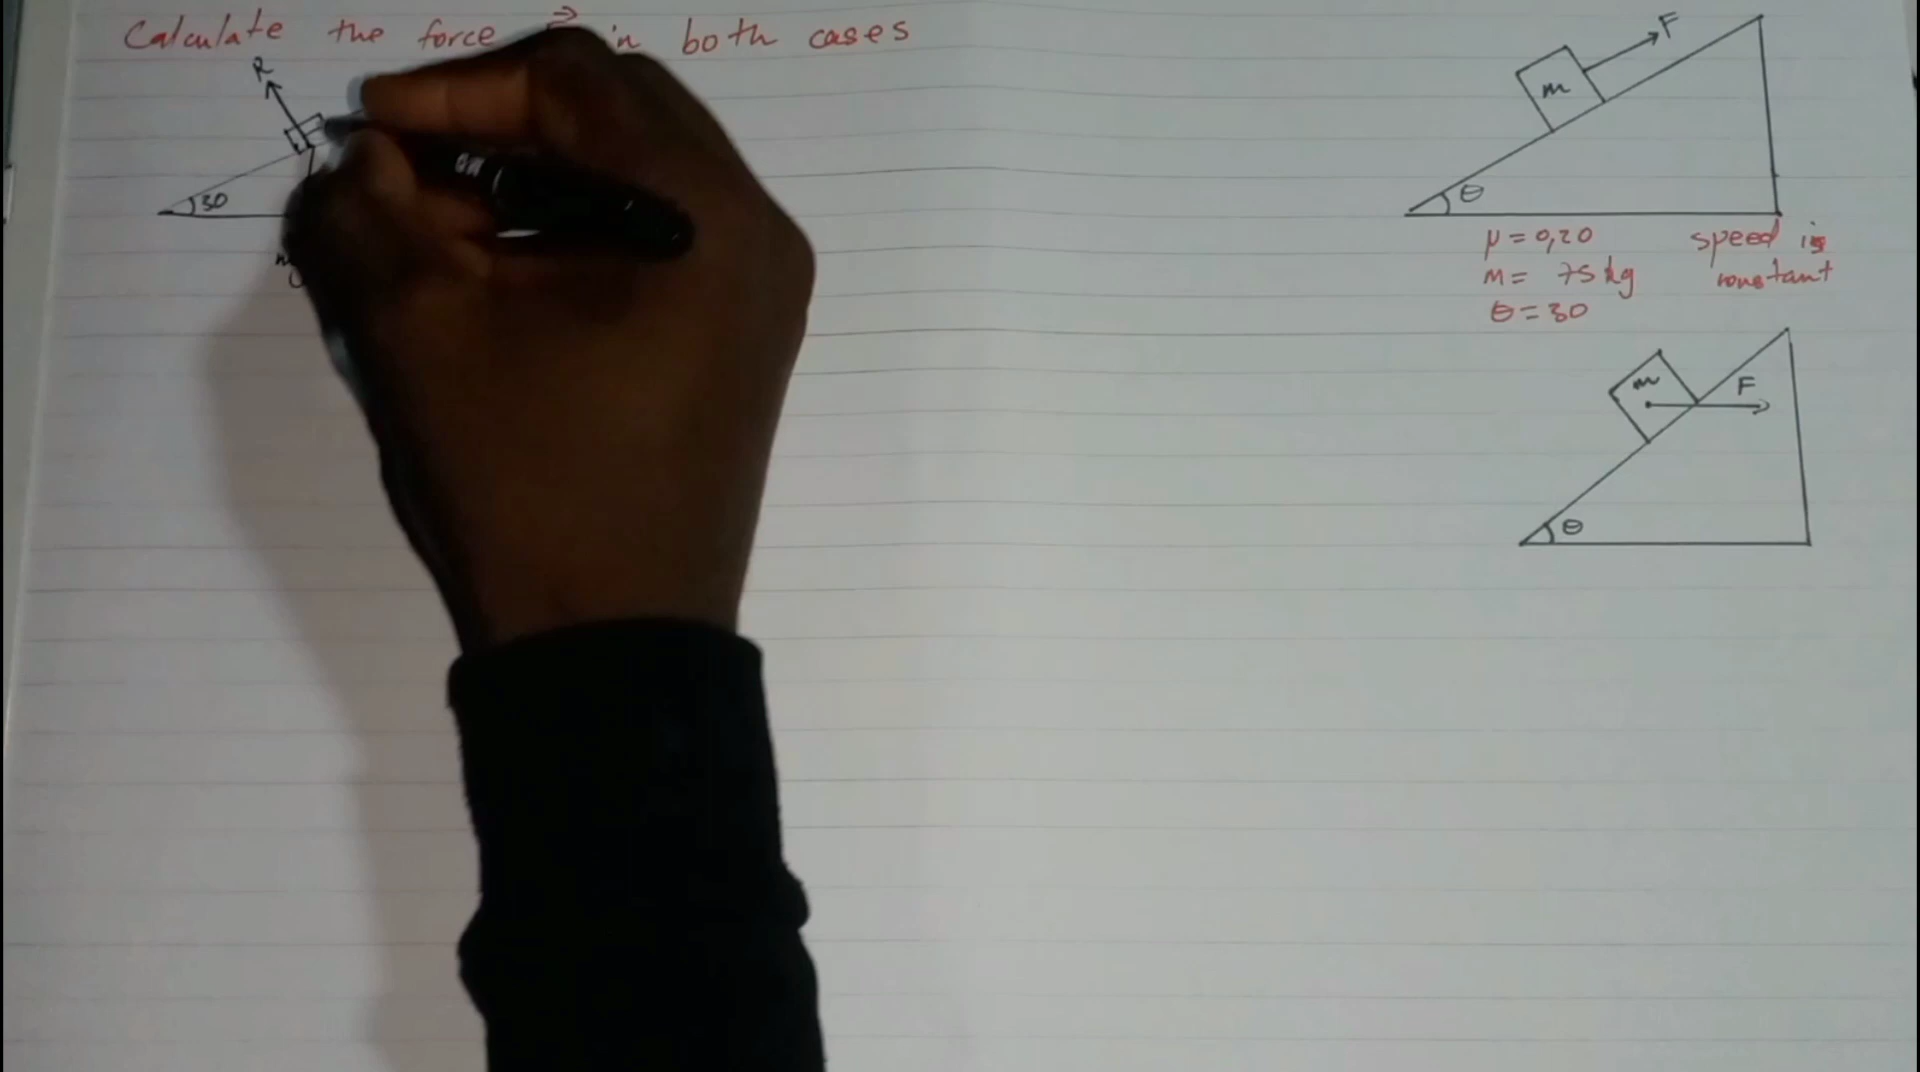 Calculate the force in both cases
R
30
m
F
θ
μ = 0,20
m = 75 kg
θ = 30
speed is
constant
m
F
θ